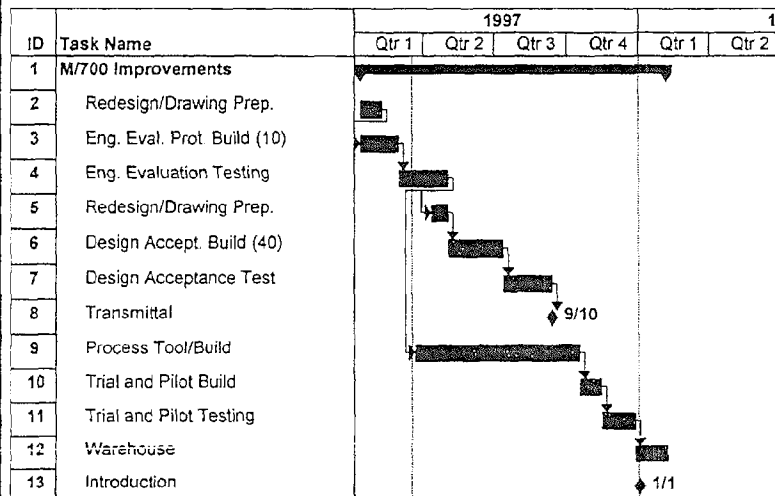 1997 1
ID Task Name Qtr 1 Qtr 2 Qtr 3 Qtr 4 Qtr 1 Qtr 2
1 M/700 Improvements
2 Redesign/Drawing Prep.
3 Eng. Eval. Prot. Build (10)
4 Eng. Evaluation Testing
5 Redesign/Drawing Prep.
6 Design Accept. Build (40)
7 Design Acceptance Test
8 Transmittal 9/10
9 Process Tool/Build
10 Trial and Pilot Build
11 Trial and Pilot Testing
12 Warehouse
13 Introduction 1/1